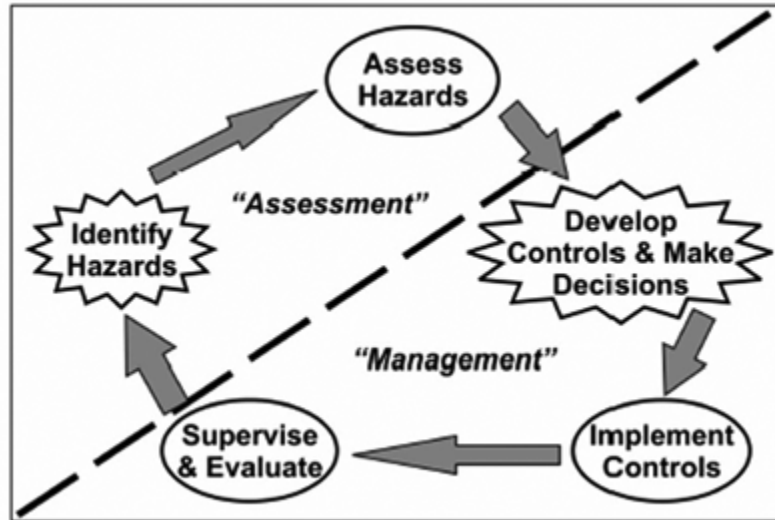 Assess
Hazards
"Assessment"
Identify
Hazards
Develop
Controls & Make
Decisions
"Management"
Supervise
& Evaluate
Implement
Controls